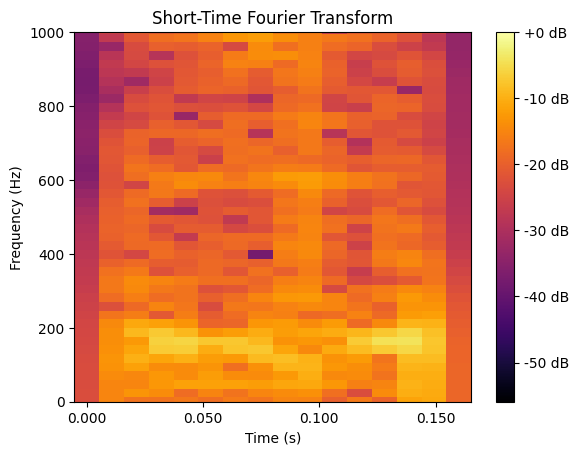 Short-Time Fourier Transform
1000
800
600
400
200
0
Frequency (Hz)
0.000
0.050
0.100
0.150
Time (s)
+0 dB
-10 dB
-20 dB
-30 dB
-40 dB
-50 dB